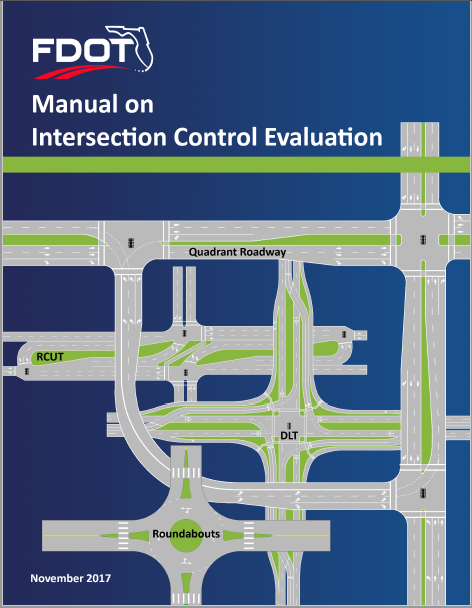 FDOT
Manual on
Intersection Control Evaluation
Quadrant Roadway
RCUT
DLT
Roundabouts
November 2017